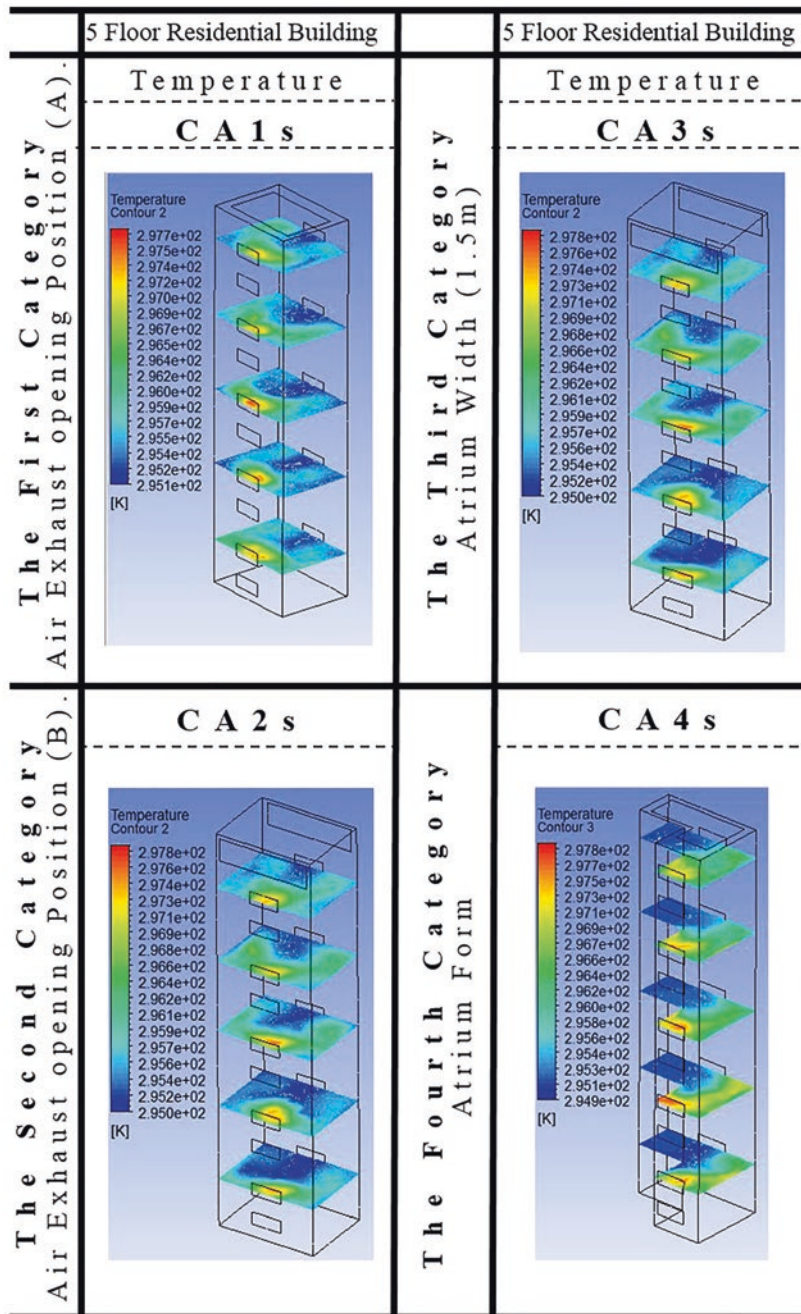 5 Floor Residential Building
5 Floor Residential Building
The First Category
Air Exhaust opening Position (A).
Temperature
CA1s
Temperature
Contour 2
2.977e+02
2.975e+02
2.974e+02
2.972e+02
2.970e+02
2.969e+02
2.967e+02
2.965e+02
2.964e+02
2.962e+02
2.960e+02
2.959e+02
2.957e+02
2.955e+02
2.954e+02
2.952e+02
2.951e+02
[K]
The Third Category
Atrium Width (1.5m)
Temperature
CA3s
Temperature
Contour 2
2.978e+02
2.976e+02
2.974e+02
2.973e+02
2.971e+02
2.969e+02
2.968e+02
2.966e+02
2.964e+02
2.962e+02
2.961e+02
2.959e+02
2.957e+02
2.956e+02
2.954e+02
2.952e+02
2.950e+02
[K]
The Second Category
Air Exhaust opening Position (B).
CA2s
Temperature
Contour 2
2.978e+02
2.976e+02
2.974e+02
2.973e+02
2.971e+02
2.969e+02
2.968e+02
2.966e+02
2.964e+02
2.962e+02
2.961e+02
2.959e+02
2.957e+02
2.956e+02
2.954e+02
2.952e+02
2.950e+02
[K]
The Fourth Category
Atrium Form
CA4s
Temperature
Contour 3
2.978e+02
2.977e+02
2.975e+02
2.973e+02
2.971e+02
2.969e+02
2.967e+02
2.966e+02
2.964e+02
2.962e+02
2.960e+02
2.958e+02
2.956e+02
2.954e+02
2.953e+02
2.951e+02
2.949e+02
[K]